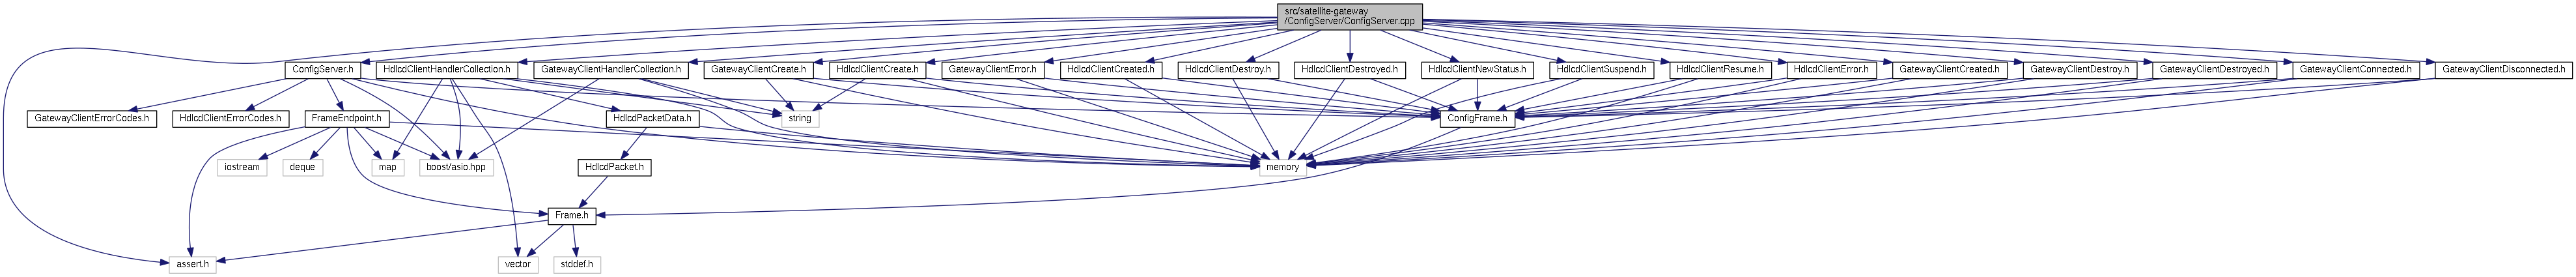 src/satellite-gateway
/ConfigServer/ConfigServer.cpp
ConfigServer.h
HdlcdClientHandlerCollection.h
GatewayClientHandlerCollection.h
GatewayClientCreate.h
HdlcdClientCreate.h
GatewayClientError.h
HdlcdClientCreated.h
HdlcdClientDestroy.h
HdlcdClientDestroyed.h
HdlcdClientNewStatus.h
HdlcdClientSuspend.h
HdlcdClientResume.h
HdlcdClientError.h
GatewayClientCreated.h
GatewayClientDestroy.h
GatewayClientDestroyed.h
GatewayClientConnected.h
GatewayClientDisconnected.h
GatewayClientErrorCodes.h
HdlcdClientErrorCodes.h
FrameEndpoint.h
HdlcdPacketData.h
string
ConfigFrame.h
iostream
deque
map
boost/asio.hpp
HdlcdPacket.h
memory
Frame.h
assert.h
vector
stddef.h